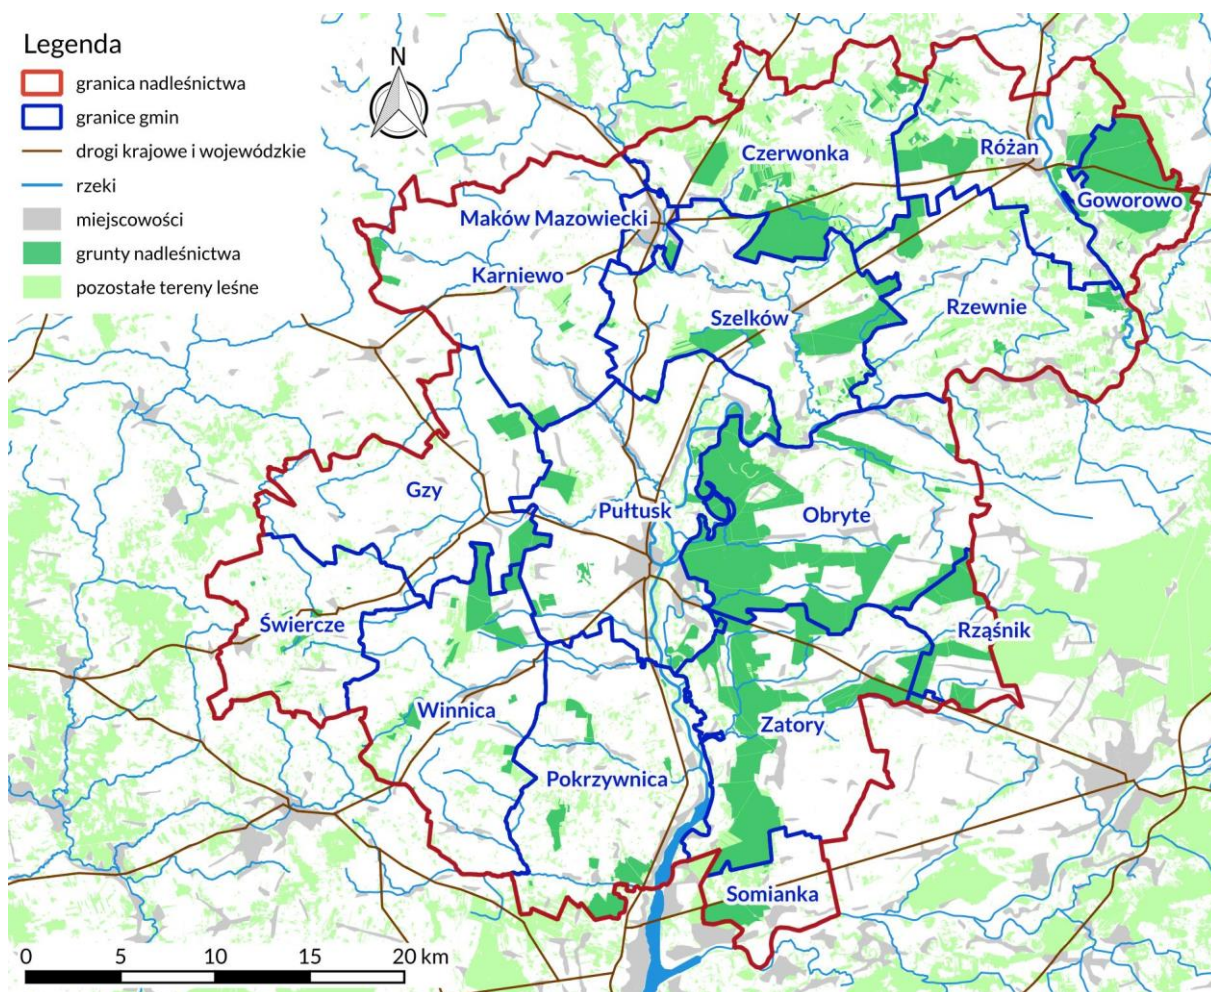 Legenda
granica nadleśnictwa
granice gmin
drogi krajowe i wojewódzkie
rzeki
miejscowości
grunty nadleśnictwa
pozostałe tereny leśne
N
Czerwonka
Różan
Goworowo
Maków Mazowiecki
Karniewo
Szelków
Rzewnie
Gzy
Pułtusk
Obryte
Świercze
Rząśnik
Winnica
Zatory
Pokrzywnica
Somianka
0 5 10 15 20 km